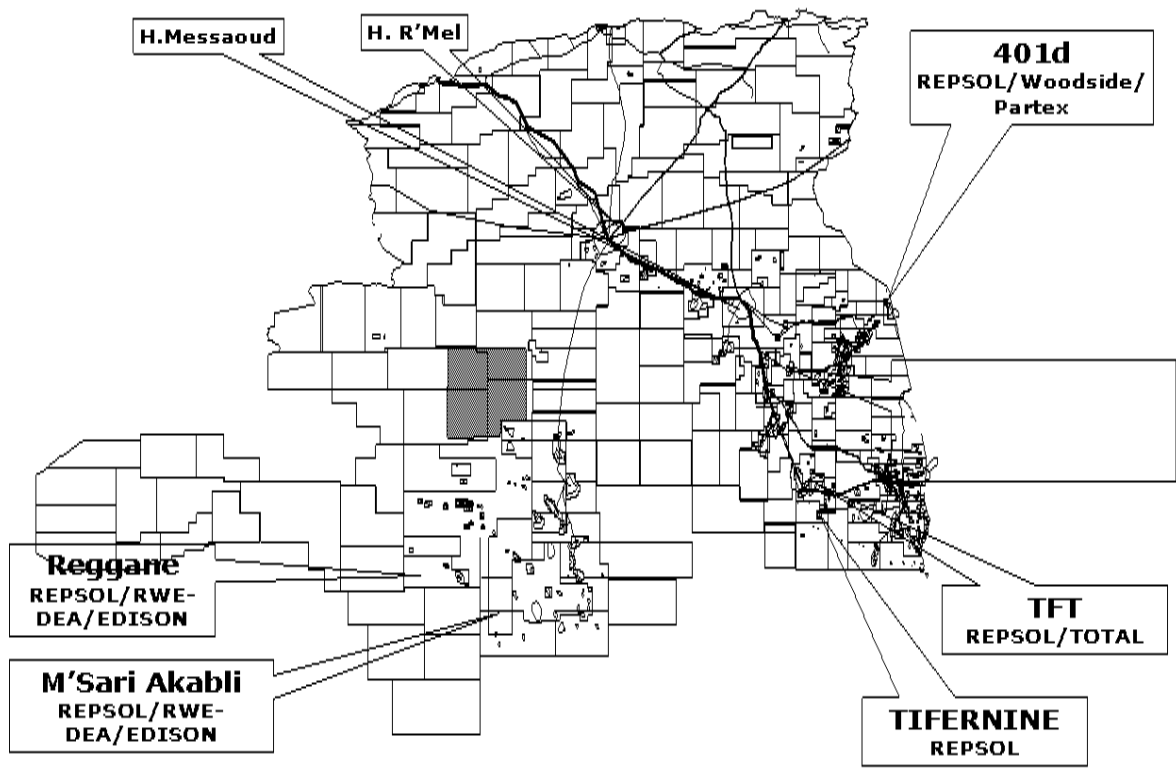 H.Messaoud
H. R'Mel
401d
REPSOL/Woodside/
Partex
Reggane
REPSOL/RWE-
DEA/EDISON
M'Sari Akabli
REPSOL/RWE-
DEA/EDISON
TFT
REPSOL/TOTAL
TIFERNINE
REPSOL